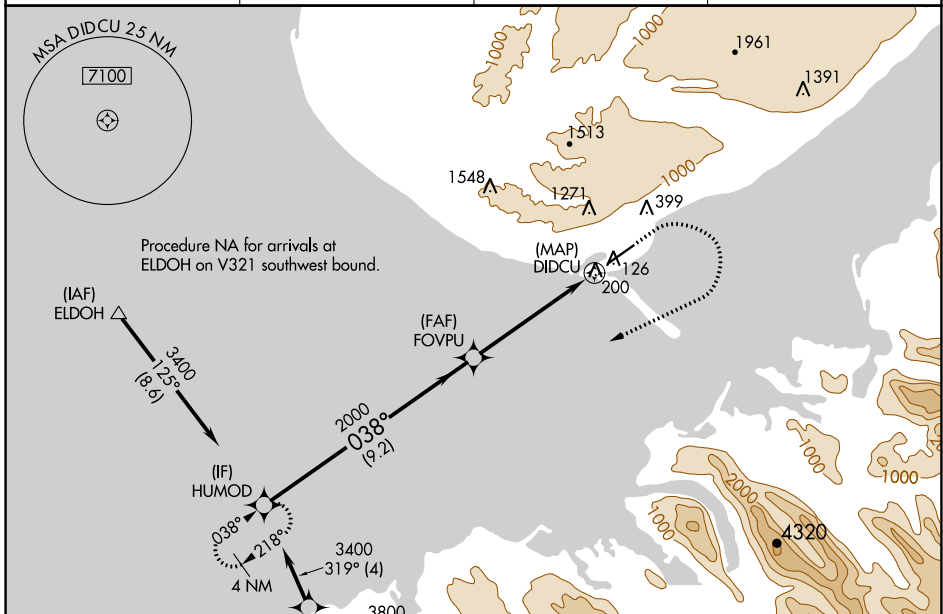 MSA DIDCU 25 NM
7100
1000
1000
1961
1391
1513
1548
1271
1000
399
Procedure NA for arrivals at
ELDOH on V321 southwest bound.
(MAP)
DIDCU
126
200
(IAF)
ELDOH
(FAF)
FOVPU
3400
125°
(8.6)
2000
038°
(9.2)
(IF)
HUMOD
038°
218°
4 NM
3400
319° (4)
3800
1000
2000
1000
1000
4320